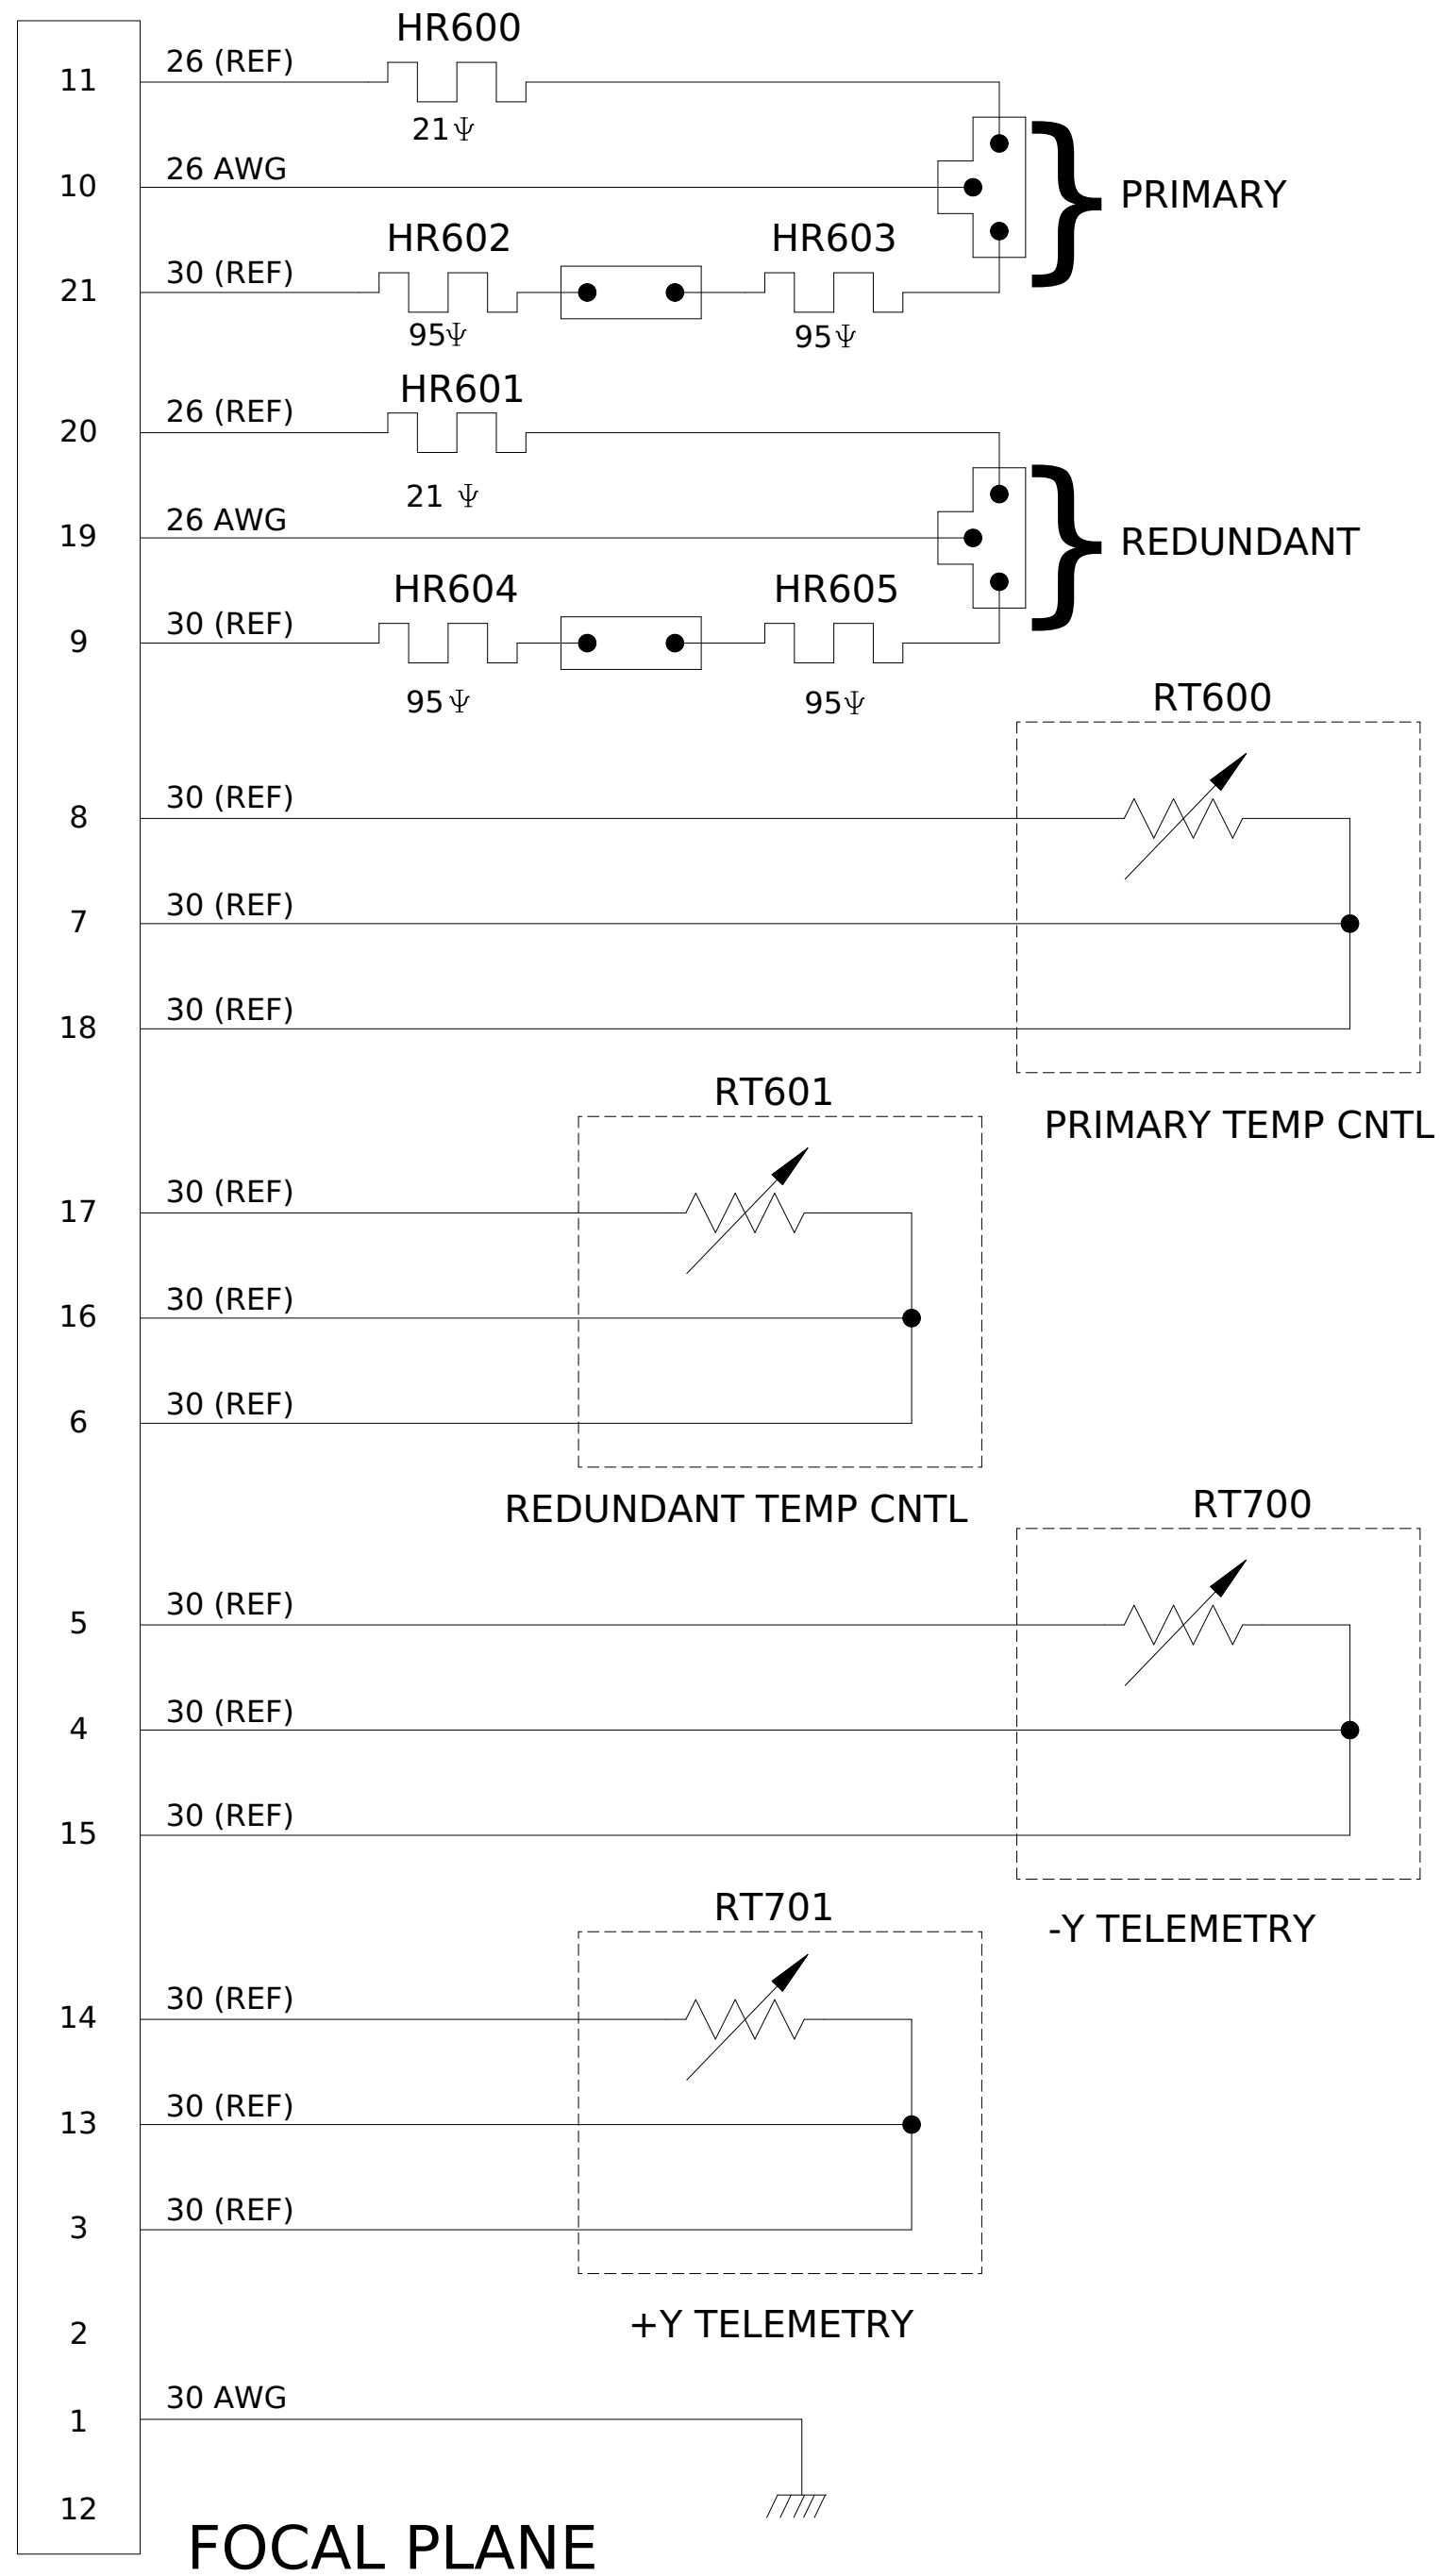 HR600
11 26 (REF)
21Ψ
10 26 AWG
PRIMARY
HR602 HR603
21 30 (REF)
95Ψ 95Ψ
HR601
20 26 (REF)
21 Ψ
19 26 AWG
REDUNDANT
HR604 HR605
9 30 (REF)
95Ψ 95Ψ
RT600
8 30 (REF)
7 30 (REF)
18 30 (REF)
RT601
PRIMARY TEMP CNTL
17 30 (REF)
16 30 (REF)
6 30 (REF)
REDUNDANT TEMP CNTL
RT700
5 30 (REF)
4 30 (REF)
15 30 (REF)
RT701
-Y TELEMETRY
14 30 (REF)
13 30 (REF)
3 30 (REF)
+Y TELEMETRY
2
1 30 AWG
12
FOCAL PLANE